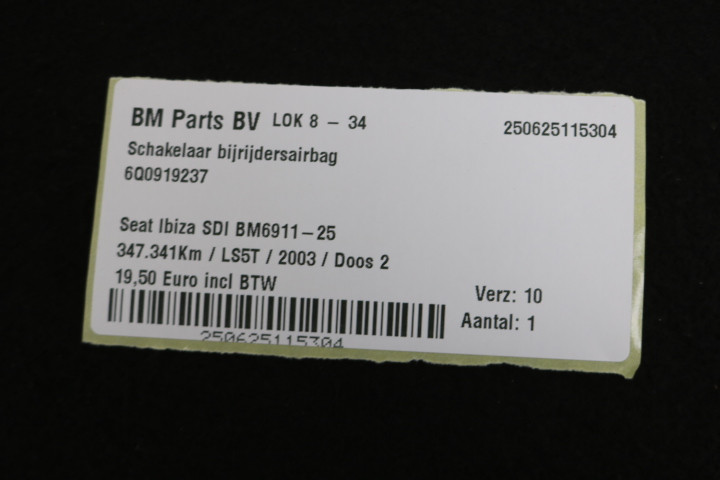 BM Parts BV LOK 8 - 34
250625115304
Schakelaar bijrijdersairbag
6Q0919237
Seat Ibiza SDI BM6911-25
347.341Km / LS5T / 2003 / Doos 2
19,50 Euro incl BTW
Verz: 10
Aantal: 1
250625115304